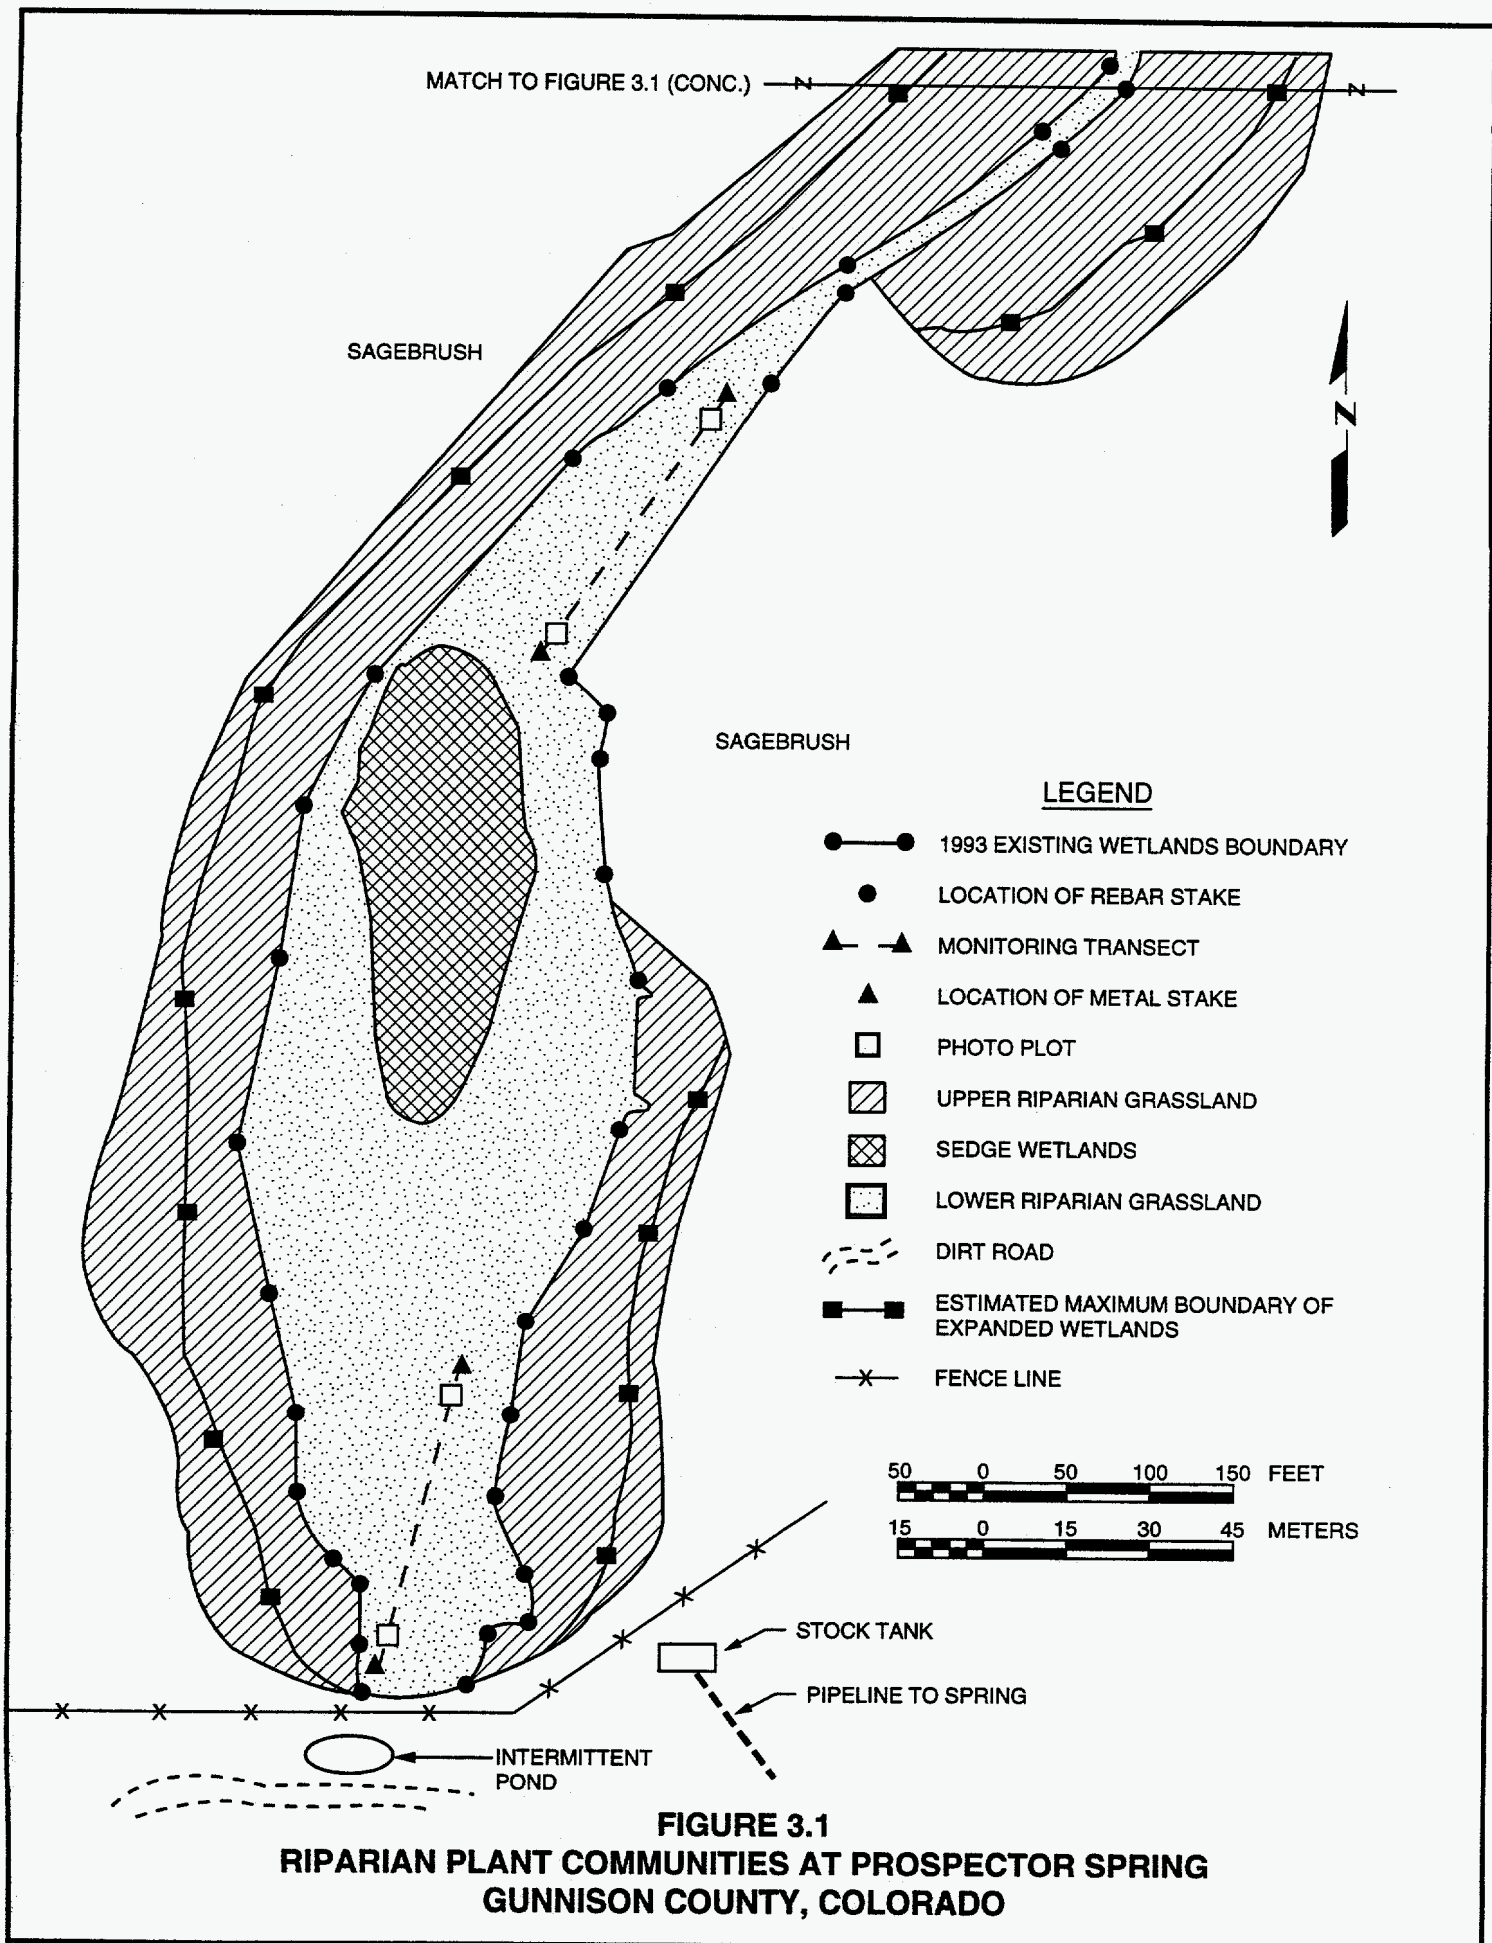 MATCH TO FIGURE 3.1 (CONC.)
N
N
SAGEBRUSH
N
SAGEBRUSH
LEGEND
1993 EXISTING WETLANDS BOUNDARY
LOCATION OF REBAR STAKE
MONITORING TRANSECT
LOCATION OF METAL STAKE
PHOTO PLOT
UPPER RIPARIAN GRASSLAND
SEDGE WETLANDS
LOWER RIPARIAN GRASSLAND
DIRT ROAD
ESTIMATED MAXIMUM BOUNDARY OF
EXPANDED WETLANDS
X FENCE LINE
50 0 50 100 150 FEET
15 0 15 30 45 METERS
STOCK TANK
PIPELINE TO SPRING
X X X X X
INTERMITTENT
POND
FIGURE 3.1
RIPARIAN PLANT COMMUNITIES AT PROSPECTOR SPRING
GUNNISON COUNTY, COLORADO